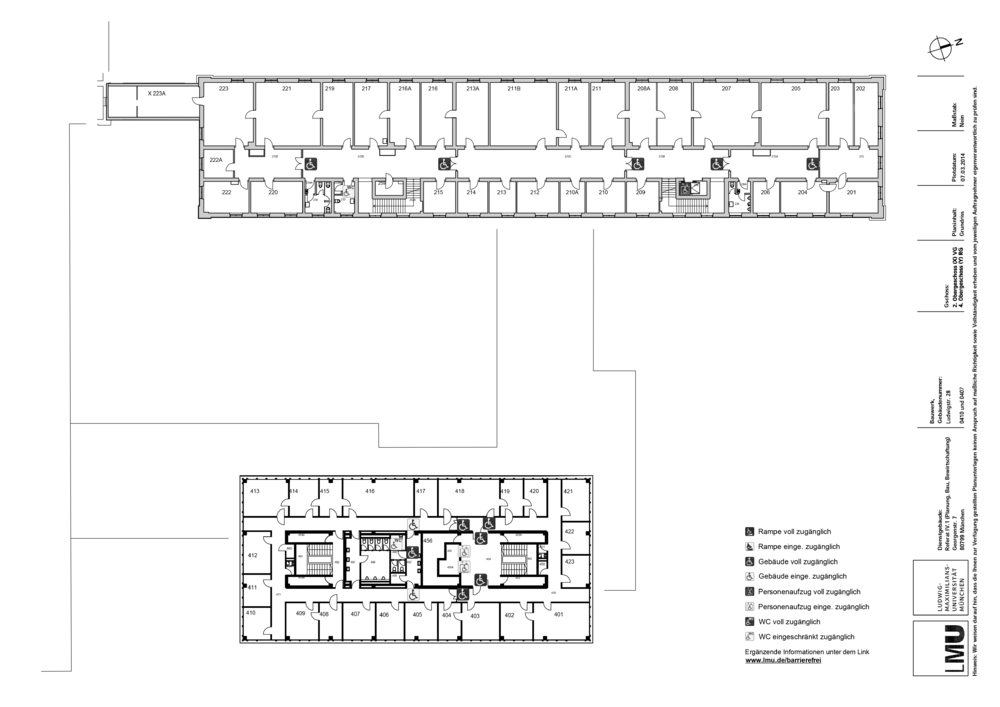 N
X 223A
223
221
219
217
216A
216
213A
211B
211A
211
208A
208
207
205
203
202
222A
222
220
215
214
213
212
210A
210
209
206
204
201
413
414
415
416
417
418
419
420
421
412
411
410
456
422
423
409
408
407
406
405
404
403
402
401
Rampe voll zugänglich
Rampe einge. zugänglich
Gebäude voll zugänglich
Gebäude einge. zugänglich
Personenaufzug voll zugänglich
Personenaufzug einge. zugänglich
WC voll zugänglich
WC eingeschränkt zugänglich
Ergänzende Informationen unter dem Link
www.lmu.de/barrierefrei
Maßstab:
Nein
Plotdatum:
07.03.2014
Planinhalt:
Grundriss
Gschoss:
2. Obergeschoss (X) VG
4. Obergeschoss (Y) RG
Bauwerk,
Gebäudenummer:
Ludwigstr. 28
0410 und 0407
Dienstgebäude:
Referat IV.1 (Planung, Bau, Bewirtschaftung)
Georgenstr. 7
80799 München
LUDWIG-
MAXIMILIANS-
UNIVERSITÄT
MÜNCHEN
LMU
Hinweis: Wir weisen darauf hin, dass die Ihnen zur Verfügung gestellten Planunterlagen keinen Anspruch auf maßliche Richtigkeit sowie Vollständigkeit erheben und vom jeweiligen Auftragnehmer eigenverantwortlich zu prüfen sind.